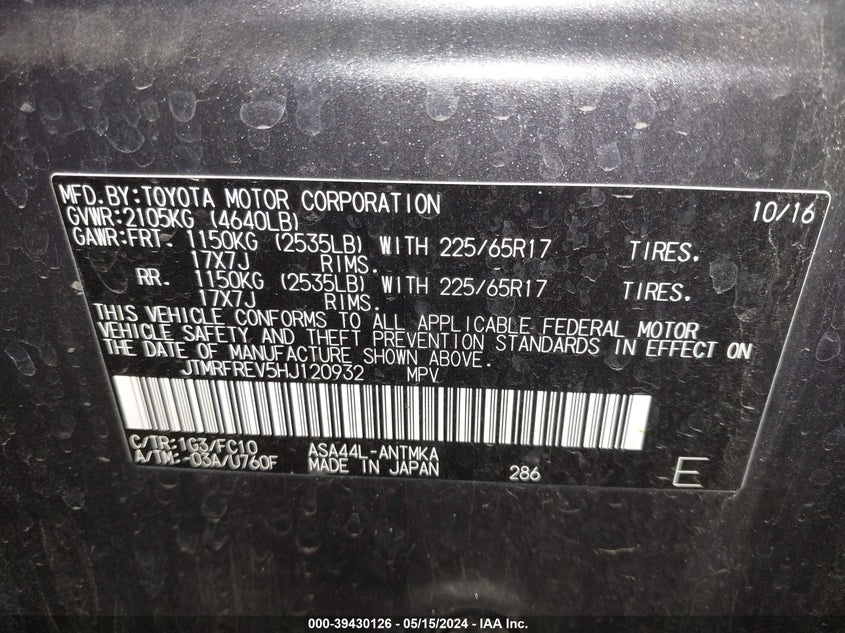 MFD.BY:TOYOTA MOTOR CORPORATION 10/16
GVWR:2105KG (4640LB)
GAWR:FRT. 1150KG (2535LB) WITH 225/65R17 TIRES.
17X7J RIMS.
RR. 1150KG (2535LB) WITH 225/65R17 TIRES.
17X7J RIMS.
THIS VEHICLE CONFORMS TO ALL APPLICABLE FEDERAL MOTOR
VEHICLE SAFETY AND THEFT PREVENTION STANDARDS IN EFFECT ON
THE DATE OF MANUFACTURE SHOWN ABOVE.
JTMRFREV5HJ120932 MPV
C/TR:1G3/FC10 ASA44L-ANTMKA
A/TM:-03A/U760F MADE IN JAPAN 286 E
000-39430126 - 05/15/2024 - IAA Inc.